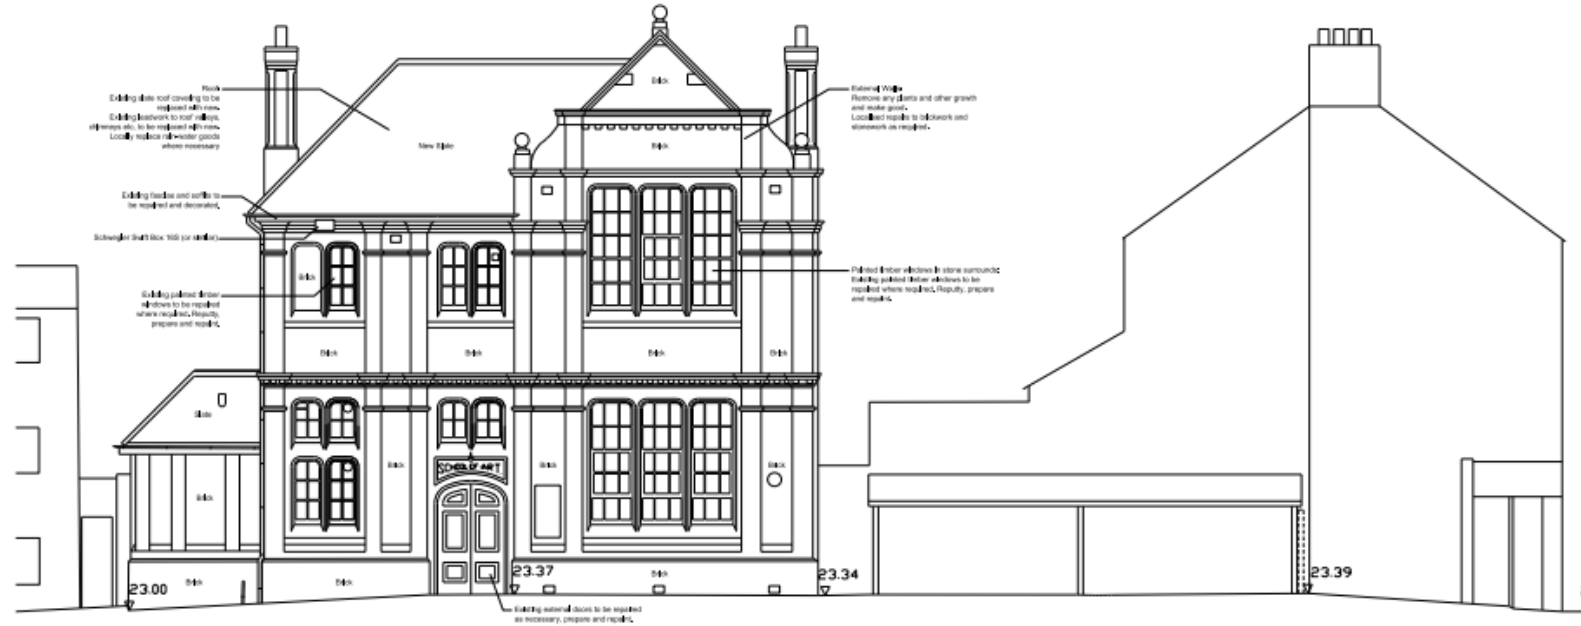 Roof:
Existing slate roof covering to be
replaced with new.
Existing leadwork to roof valleys,
chimneys etc, to be replaced with new.
Locally replace rain-water goods
where necessary
Brick
External Walls:
Remove any plants and other growth
and make good.
Localised repairs to brickwork and
stonework as required.
New Slate
Brick
Existing fascias and soffits to
be repaired and decorated.
Schwegler Swift Box 16S (or similar)
Brick
Painted timber windows in stone surrounds:
Existing painted timber windows to be
repaired where required. Reputty, prepare
and repaint.
Existing painted timber
windows to be repaired
where required. Reputty,
prepare and repaint.
Brick
Brick
Brick
Brick
Slate
SCHOOL OF ART
Brick
Brick
Brick
Brick
23.00
Brick
Brick
23.37
Brick
23.34
23.39
Existing external doors to be repaired
as necessary, prepare and repaint.